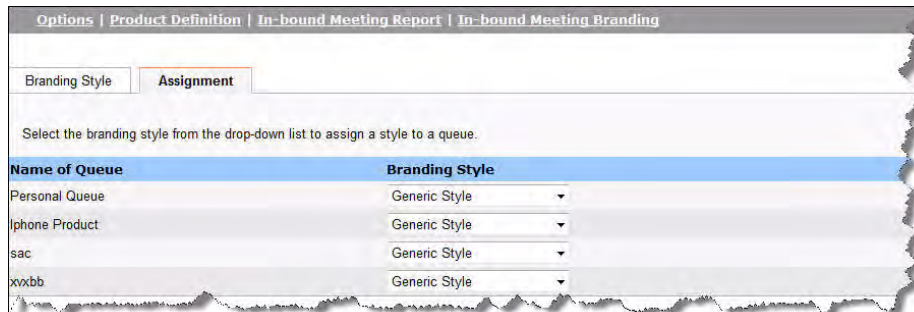 Options | Product Definition | In-bound Meeting Report | In-bound Meeting Branding
Branding Style Assignment
Select the branding style from the drop-down list to assign a style to a queue.
Name of Queue Branding Style
Personal Queue Generic Style
Iphone Product Generic Style
sac Generic Style
xvxbb Generic Style